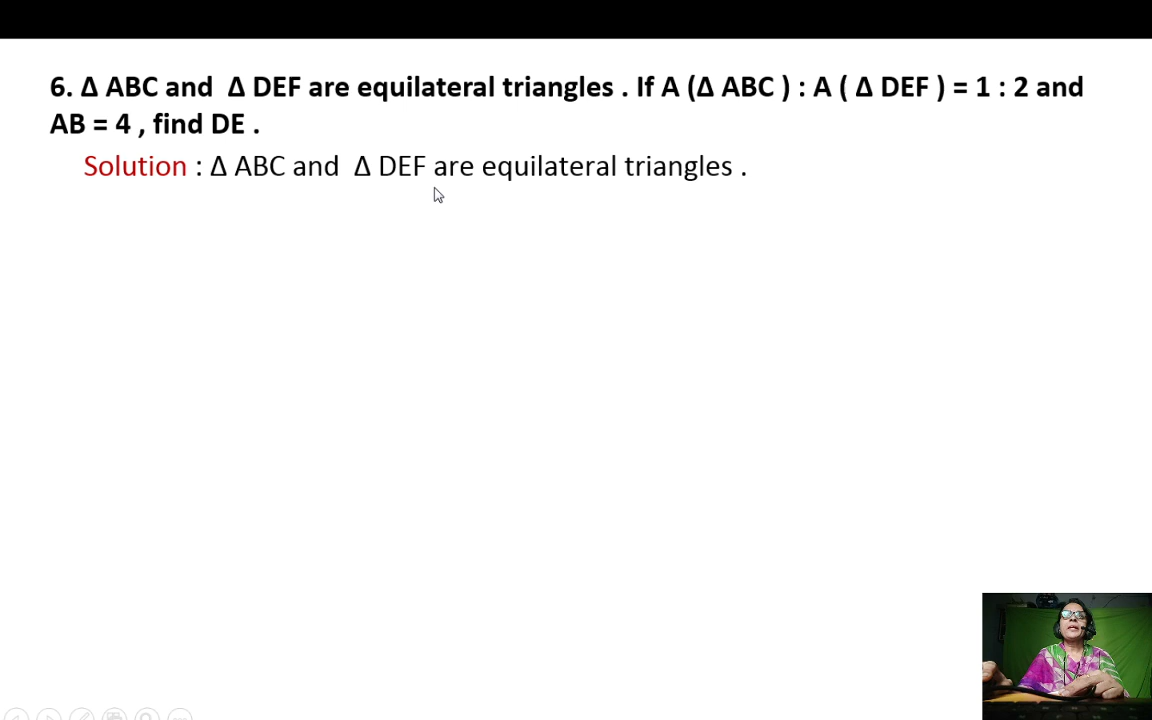 6. Δ ABC and Δ DEF are equilateral triangles . If A (Δ ABC ) : A ( Δ DEF ) = 1 : 2 and
AB = 4 , find DE .
Solution : Δ ABC and Δ DEF are equilateral triangles .